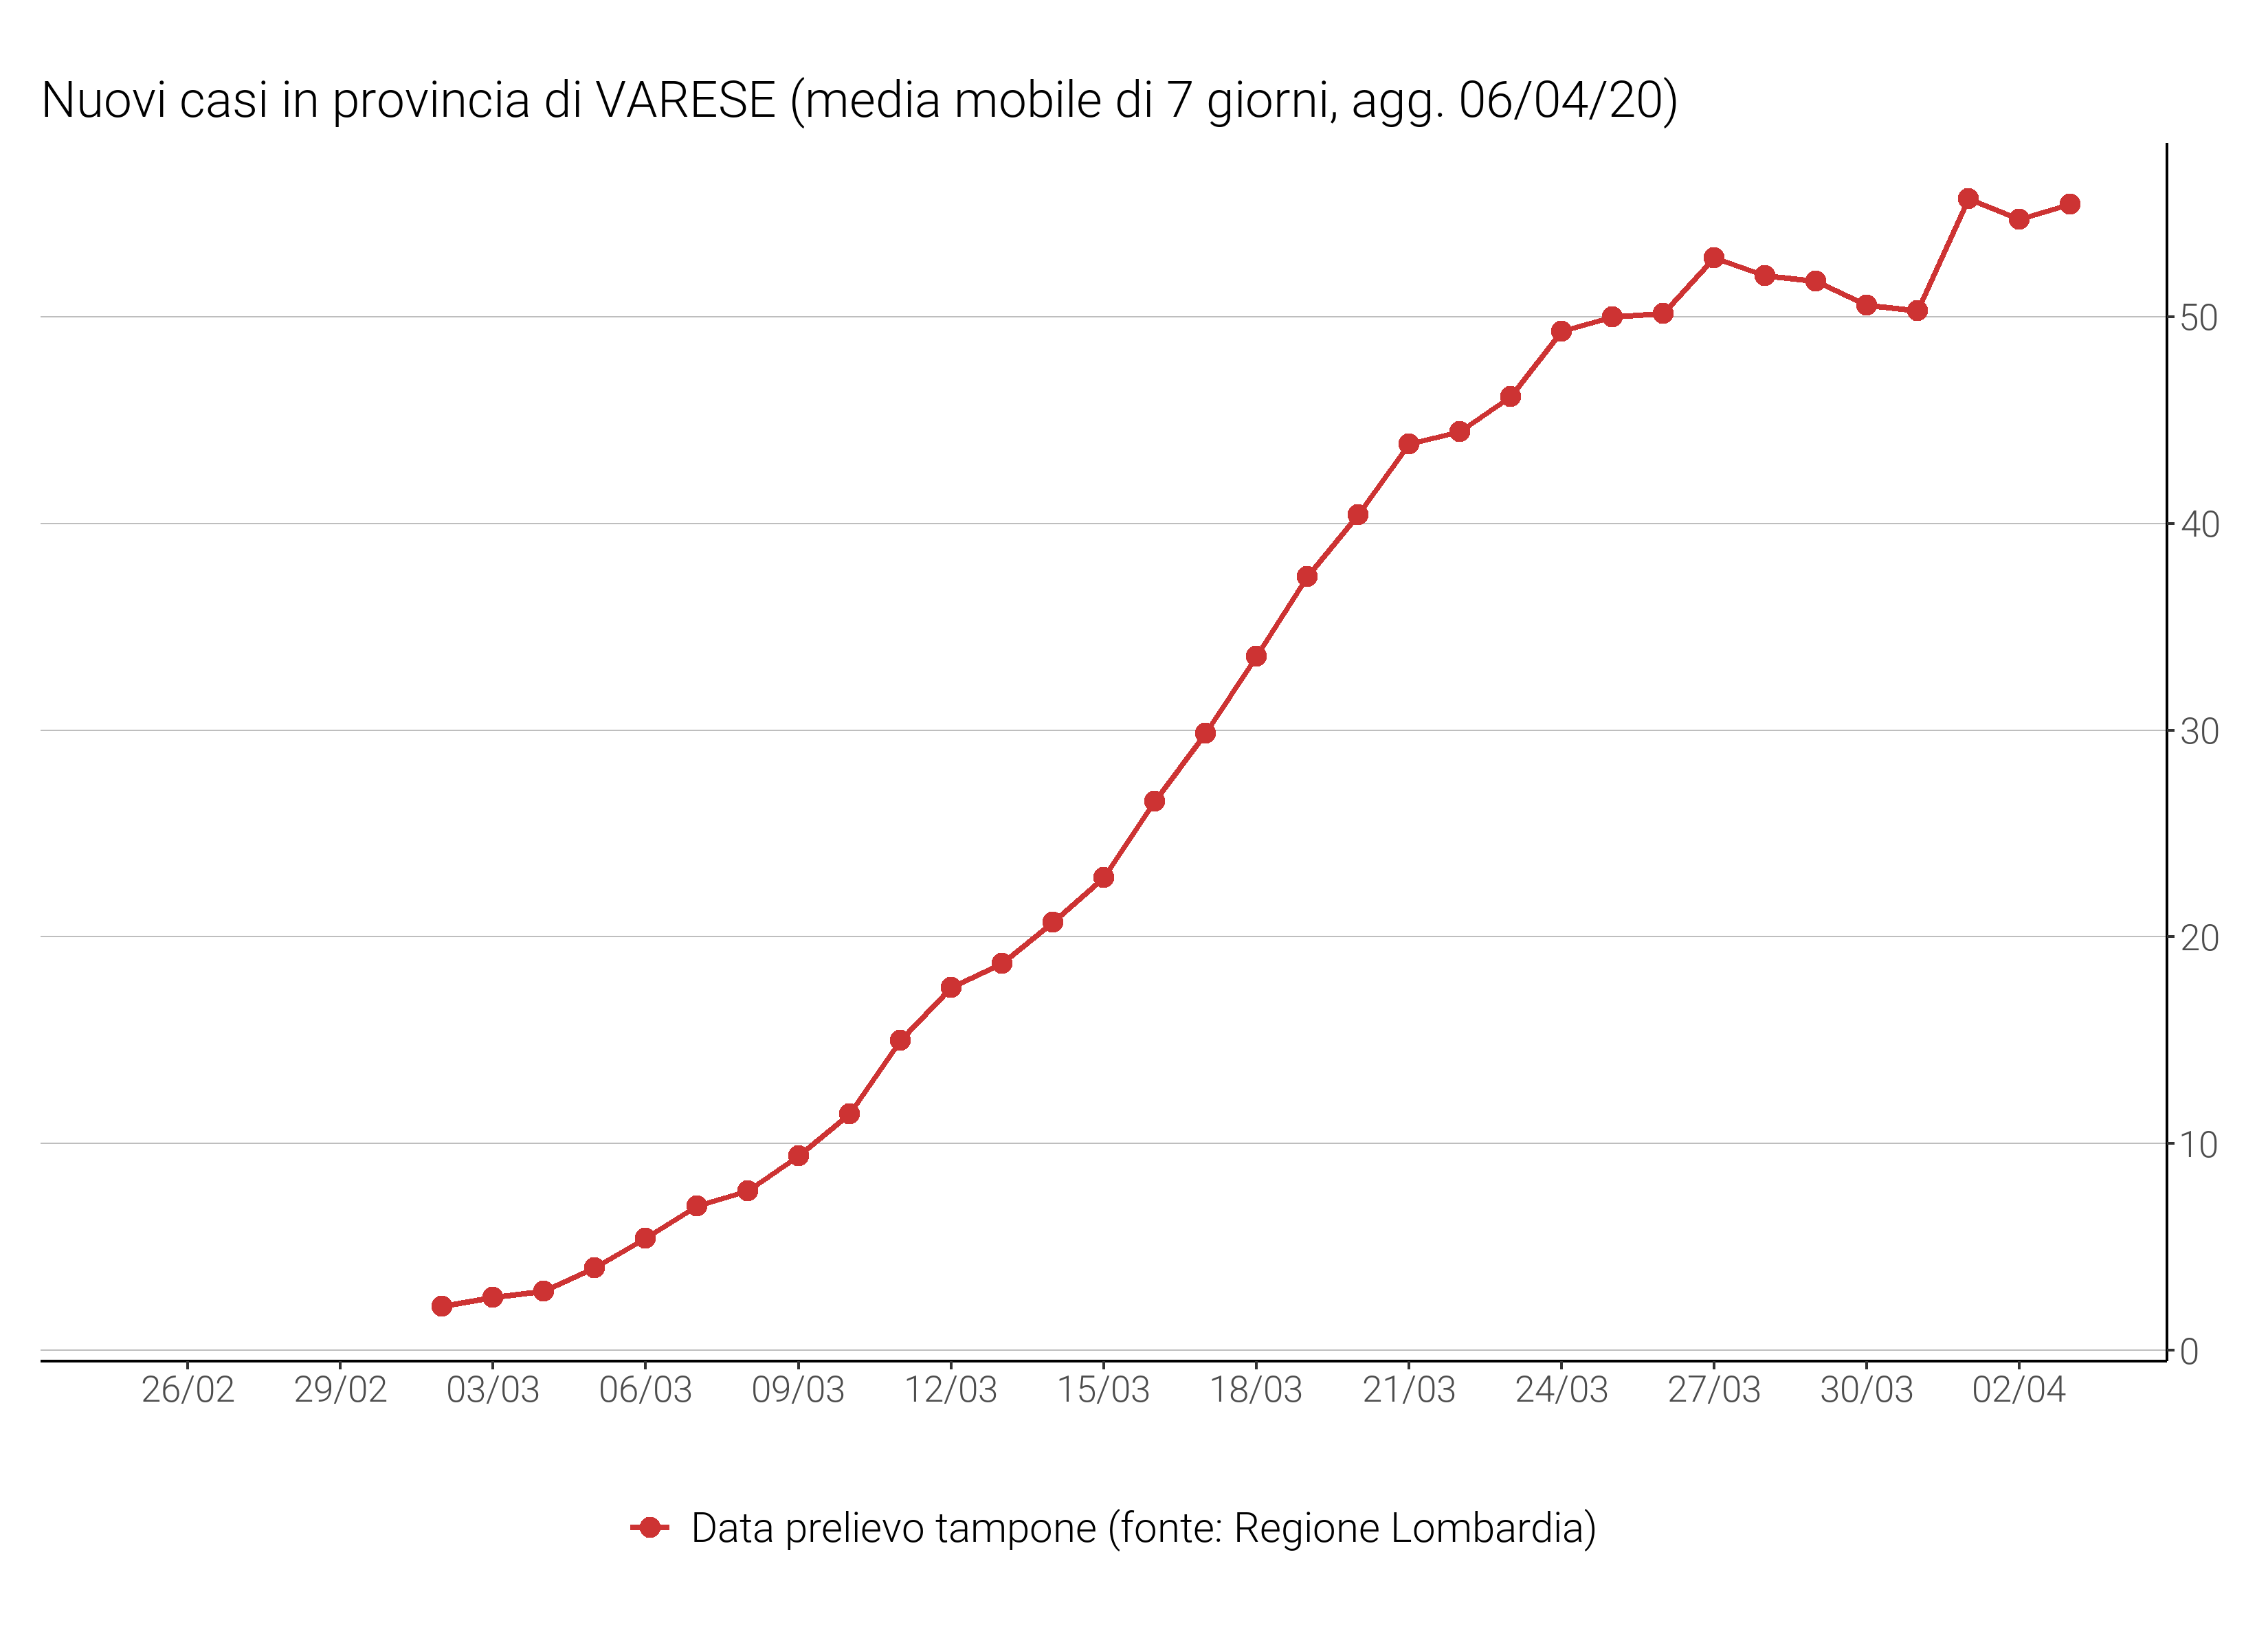 Nuovi casi in provincia di VARESE (media mobile di 7 giorni, agg. 06/04/20)
50
40
30
20
10
0
26/02 29/02 03/03 06/03 09/03 12/03 15/03 18/03 21/03 24/03 27/03 30/03 02/04
Data prelievo tampone (fonte: Regione Lombardia)